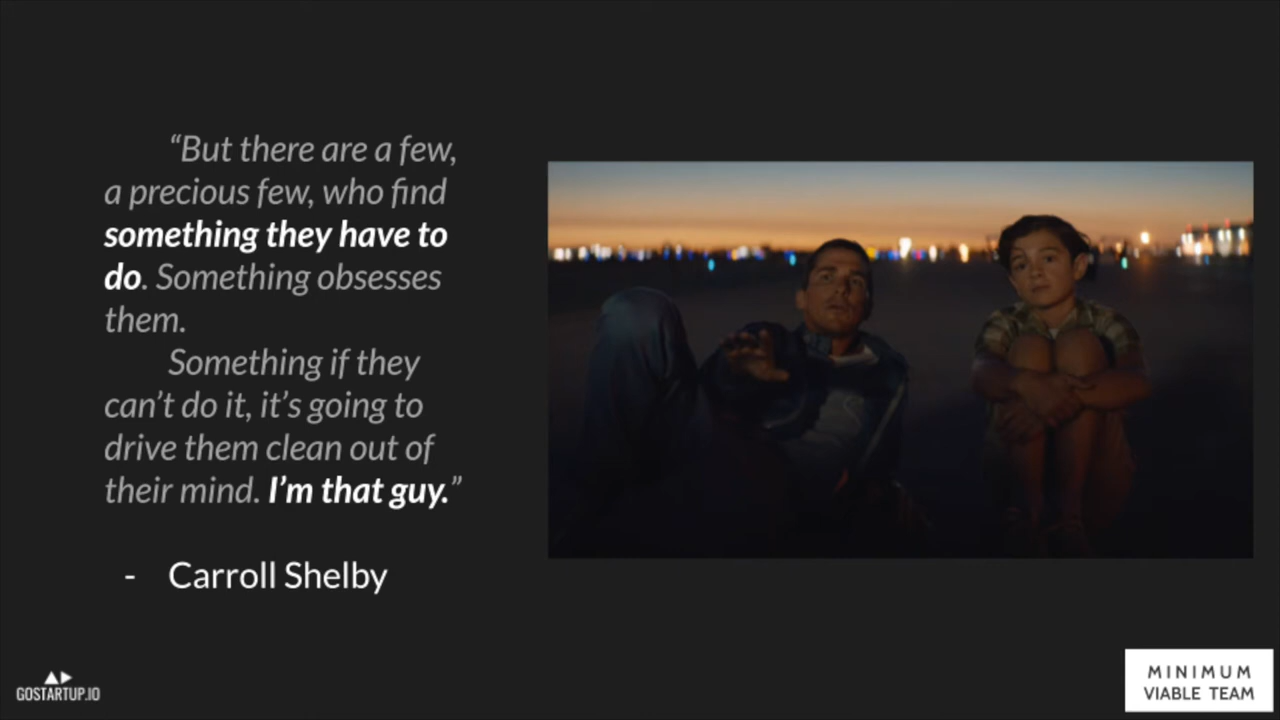 “But there are a few,
a precious few, who find
something they have to
do. Something obsesses
them.
Something if they
can’t do it, it’s going to
drive them clean out of
their mind. I’m that guy.”
- Carroll Shelby
GOSTARTUP.IO
MINIMUM
VIABLE TEAM